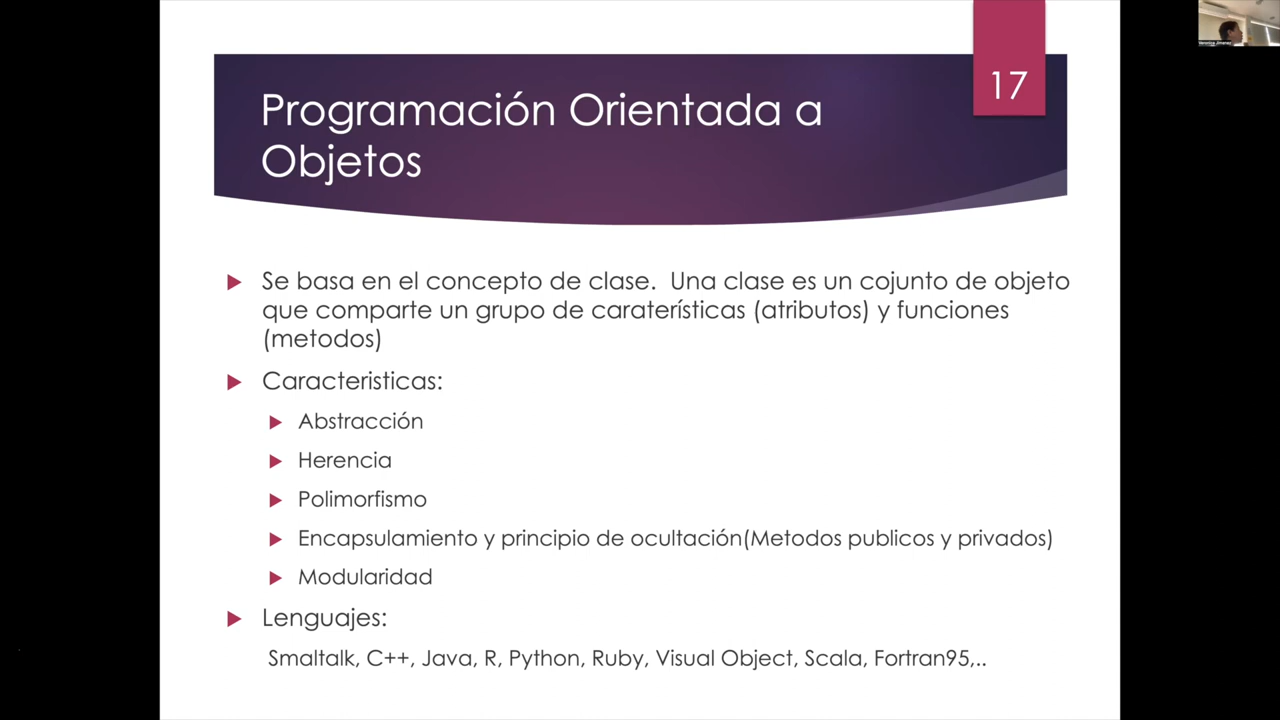 17
Programación Orientada a
Objetos
Se basa en el concepto de clase.  Una clase es un cojunto de objeto
que comparte un grupo de caraterísticas (atributos) y funciones
(metodos)
Caracteristicas:
Abstracción
Herencia
Polimorfismo
Encapsulamiento y principio de ocultación(Metodos publicos y privados)
Modularidad
Lenguajes:
Smaltalk, C++, Java, R, Python, Ruby, Visual Object, Scala, Fortran95,..